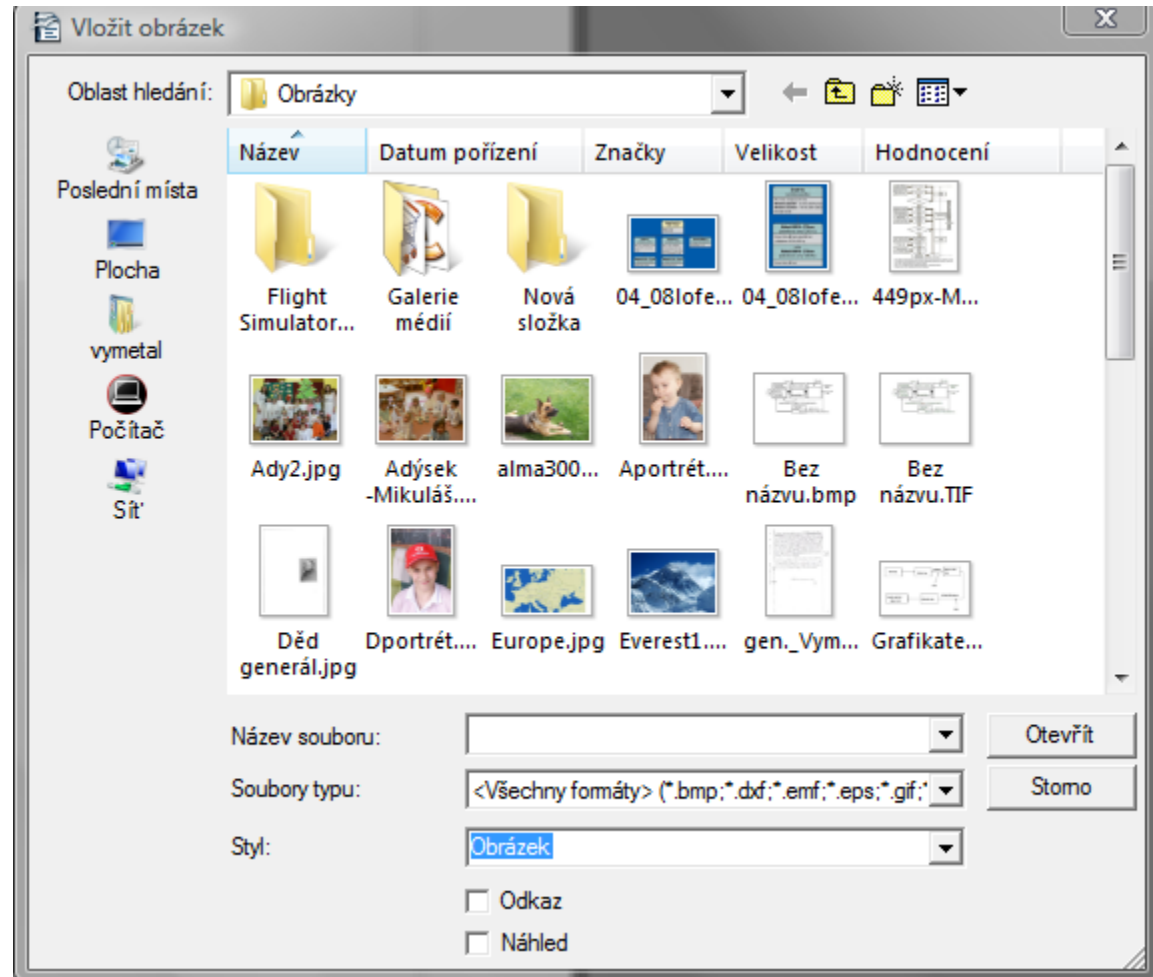 Vložit obrázek
Oblast hledání: Obrázky
Poslední místa
Plocha
vymetal
Počítač
Síť
Název Datum pořízení Značky Velikost Hodnocení
Flight Simulator...
Galerie médií
Nová složka
04_08lofe...
04_08lofe...
449px-M...
Ady2.jpg
Adýsek -Mikuláš....
alma300...
Aportrét....
Bez názvu.bmp
Bez názvu.TIF
Děd generál.jpg
Dportrét....
Europe.jpg
Everest1....
gen._Vym...
Grafikate...
Název souboru:
Otevřít
Soubory typu: <Všechny formáty> (*.bmp;*.dxf;*.emf;*.eps;*.gif;*
Storno
Styl: Obrázek
Odkaz
Náhled